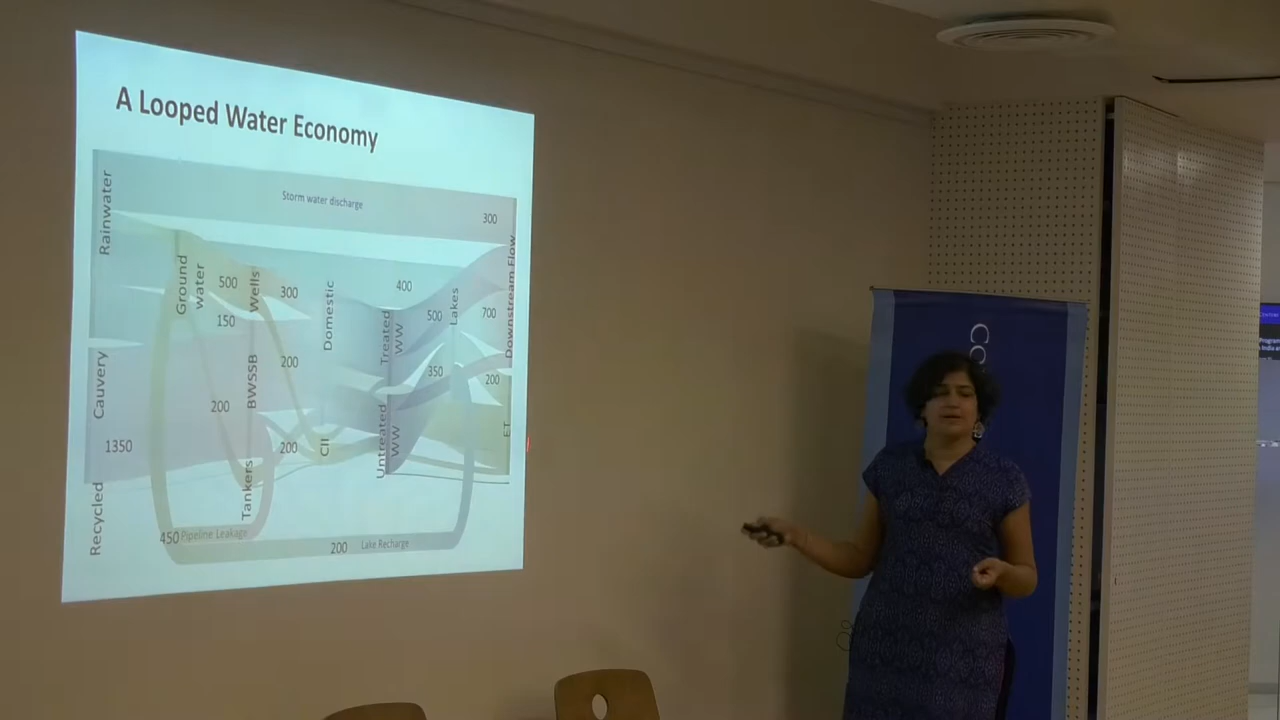 A Looped Water Economy
Storm water discharge
300
Rainwater
Ground
water
500
Wells
300
150
Domestic
400
500
Treated
WW
Lakes
700
Downstream Flow
Cauvery
1350
BWSSB
200
200
350
200
200
CII
Untreated
WW
ET
Recycled
Tankers
450 Pipeline Leakage
200
Lake Recharge